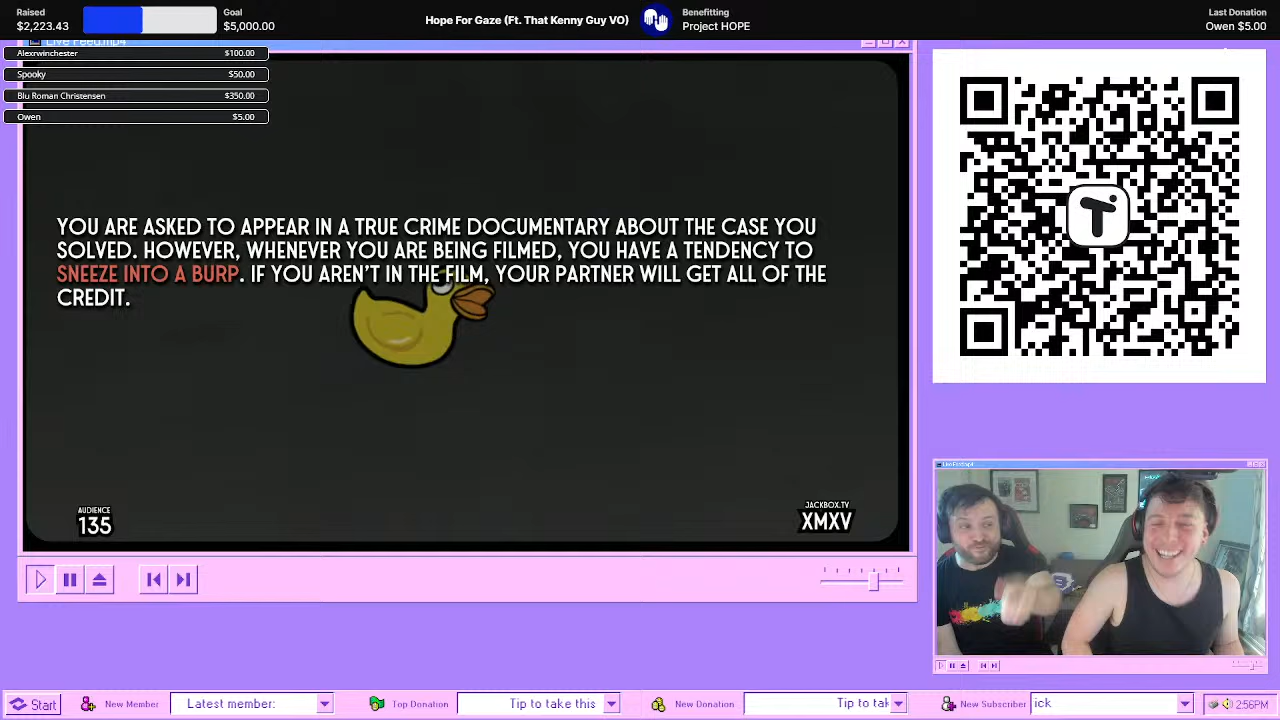 Raised
$2,223.43
Goal
$5,000.00
Hope For Gaze (Ft. That Kenny Guy VO)
Benefitting
Project HOPE
Last Donation
Owen $5.00
Live Feed.mp4
Alexrwinchester $100.00
Spooky $50.00
Blu Roman Christensen $350.00
Owen $5.00
YOU ARE ASKED TO APPEAR IN A TRUE CRIME DOCUMENTARY ABOUT THE CASE YOU
SOLVED. HOWEVER, WHENEVER YOU ARE BEING FILMED, YOU HAVE A TENDENCY TO
SNEEZE INTO A BURP. IF YOU AREN'T IN THE FILM, YOUR PARTNER WILL GET ALL OF THE
CREDIT.
AUDIENCE
135
JACKBOX.TV
XMXV
T
Start
New Member
Latest member:
Top Donation
Tip to take this
New Donation
Tip to tak
New Subscriber
ick
2:56PM